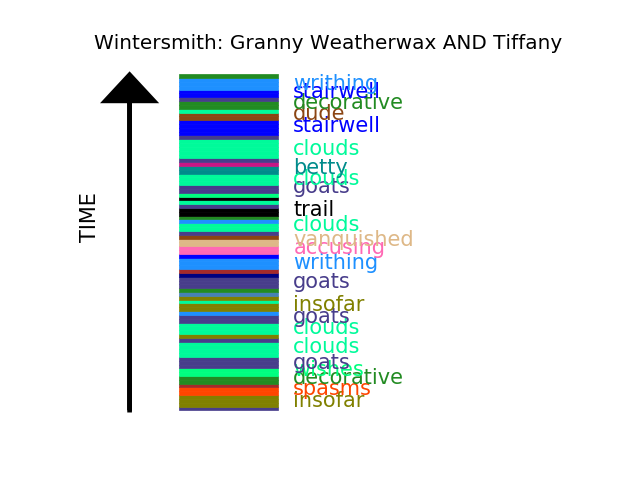 Wintersmith: Granny Weatherwax AND Tiffany
TIME
writhing
stairwell
decorative
dude
stairwell
clouds
betty
clouds
goats
trail
clouds
vanquished
accusing
writhing
goats
insofar
goats
clouds
clouds
goats
wishes
decorative
spasms
insofar